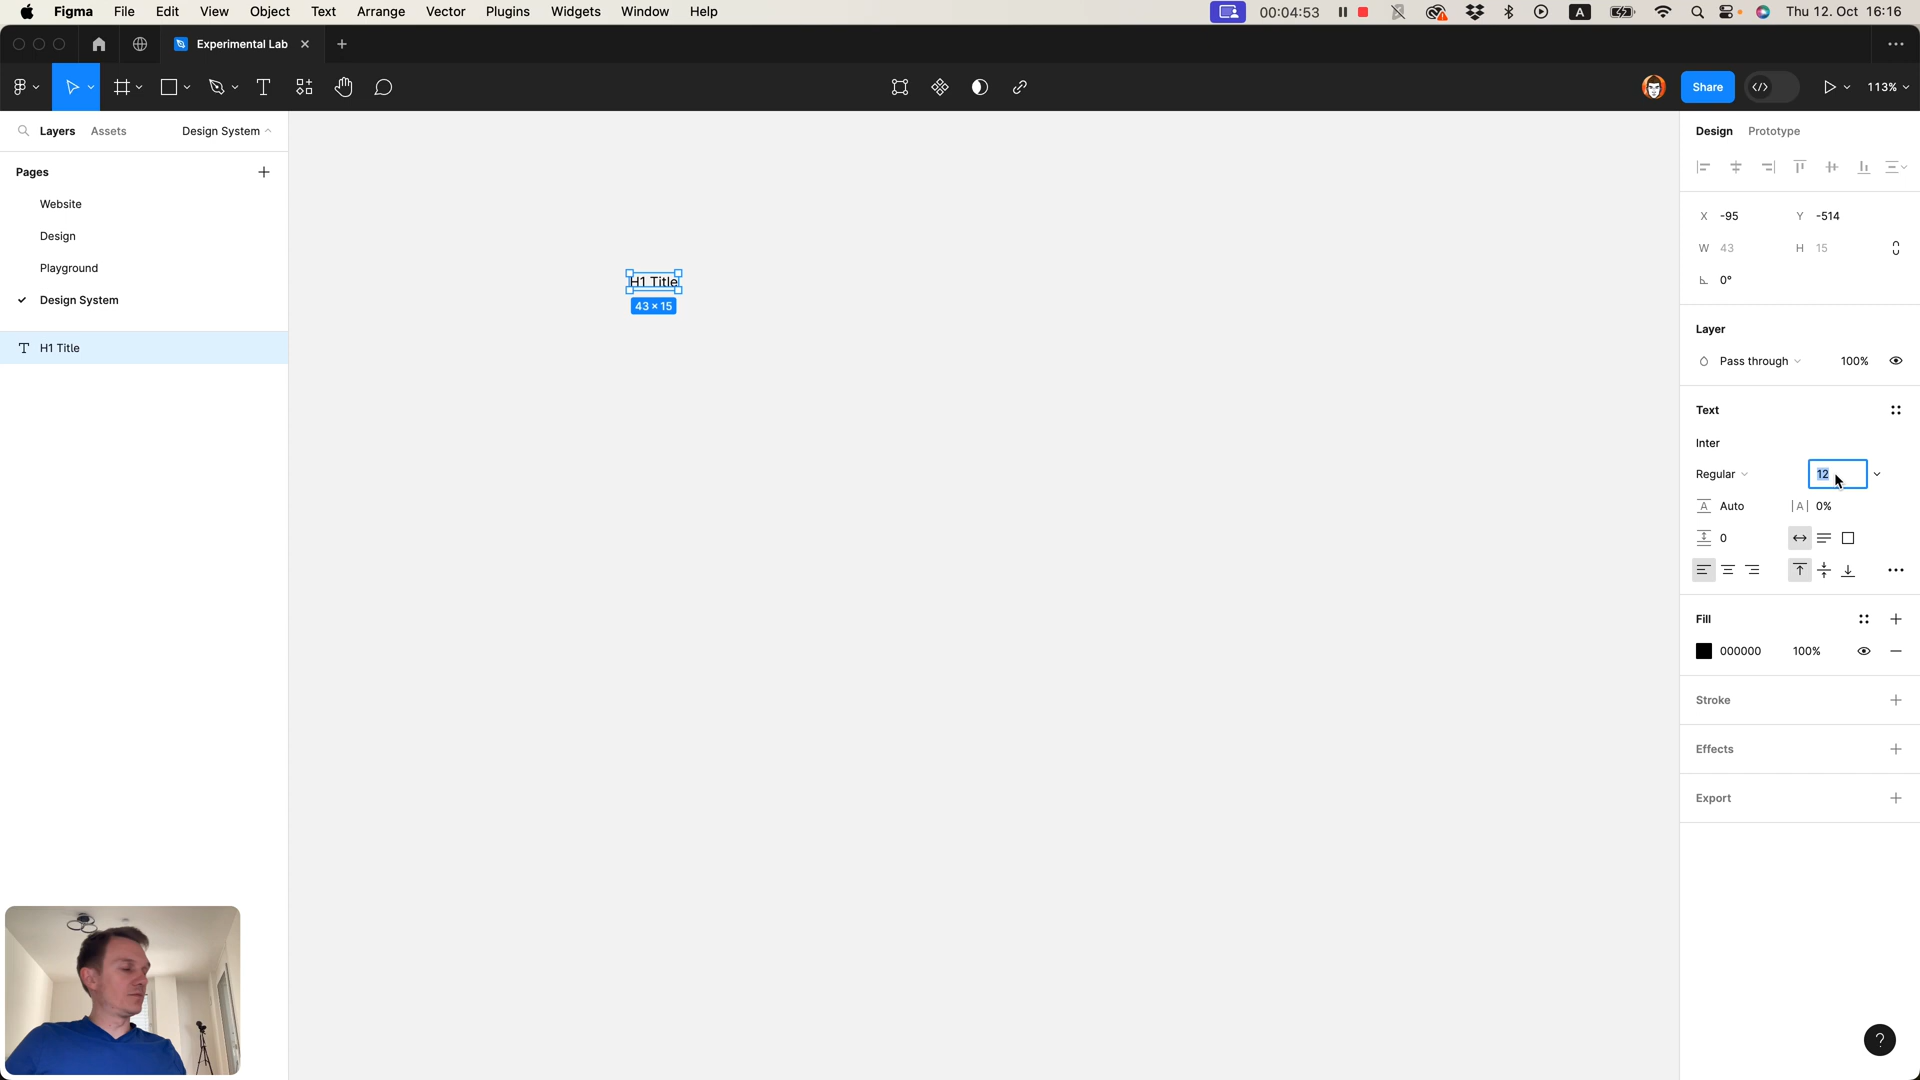 Figma File Edit View Object Text Arrange Vector Plugins Widgets Window Help 00:04:53 A Thu 12. Oct 16:16
Experimental Lab
T Share 113%
Layers Assets Design System
Pages
Website
Design
Playground
Design System
T H1 Title
H1 Title
43 × 15
Design Prototype
X -95 Y -514
W 43 H 15
0°
Layer
Pass through 100%
Text
Inter
Regular 12
A Auto |A| 0%
0
Fill
000000 100%
Stroke
Effects
Export
?